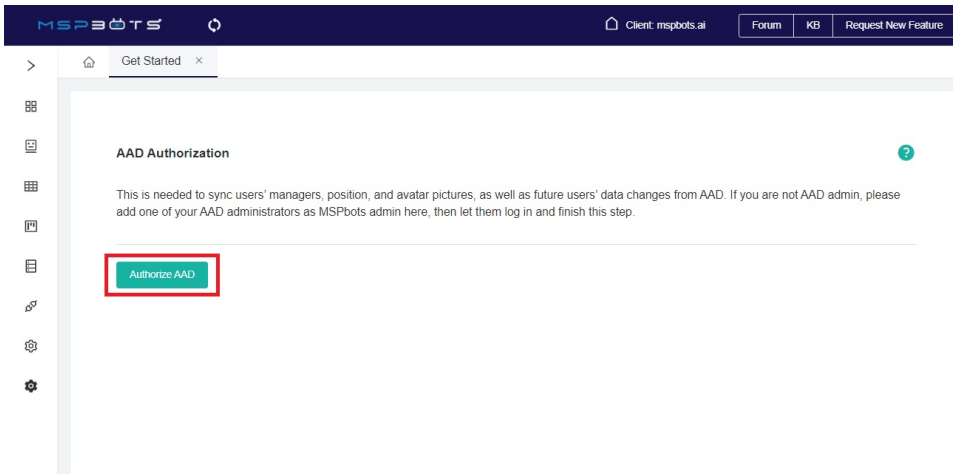 MSPBOTS
Client: mspbots.ai
Forum
KB
Request New Feature
Get Started
AAD Authorization
This is needed to sync users' managers, position, and avatar pictures, as well as future users' data changes from AAD. If you are not AAD admin, please
add one of your AAD administrators as MSPbots admin here, then let them log in and finish this step.
Authorize AAD